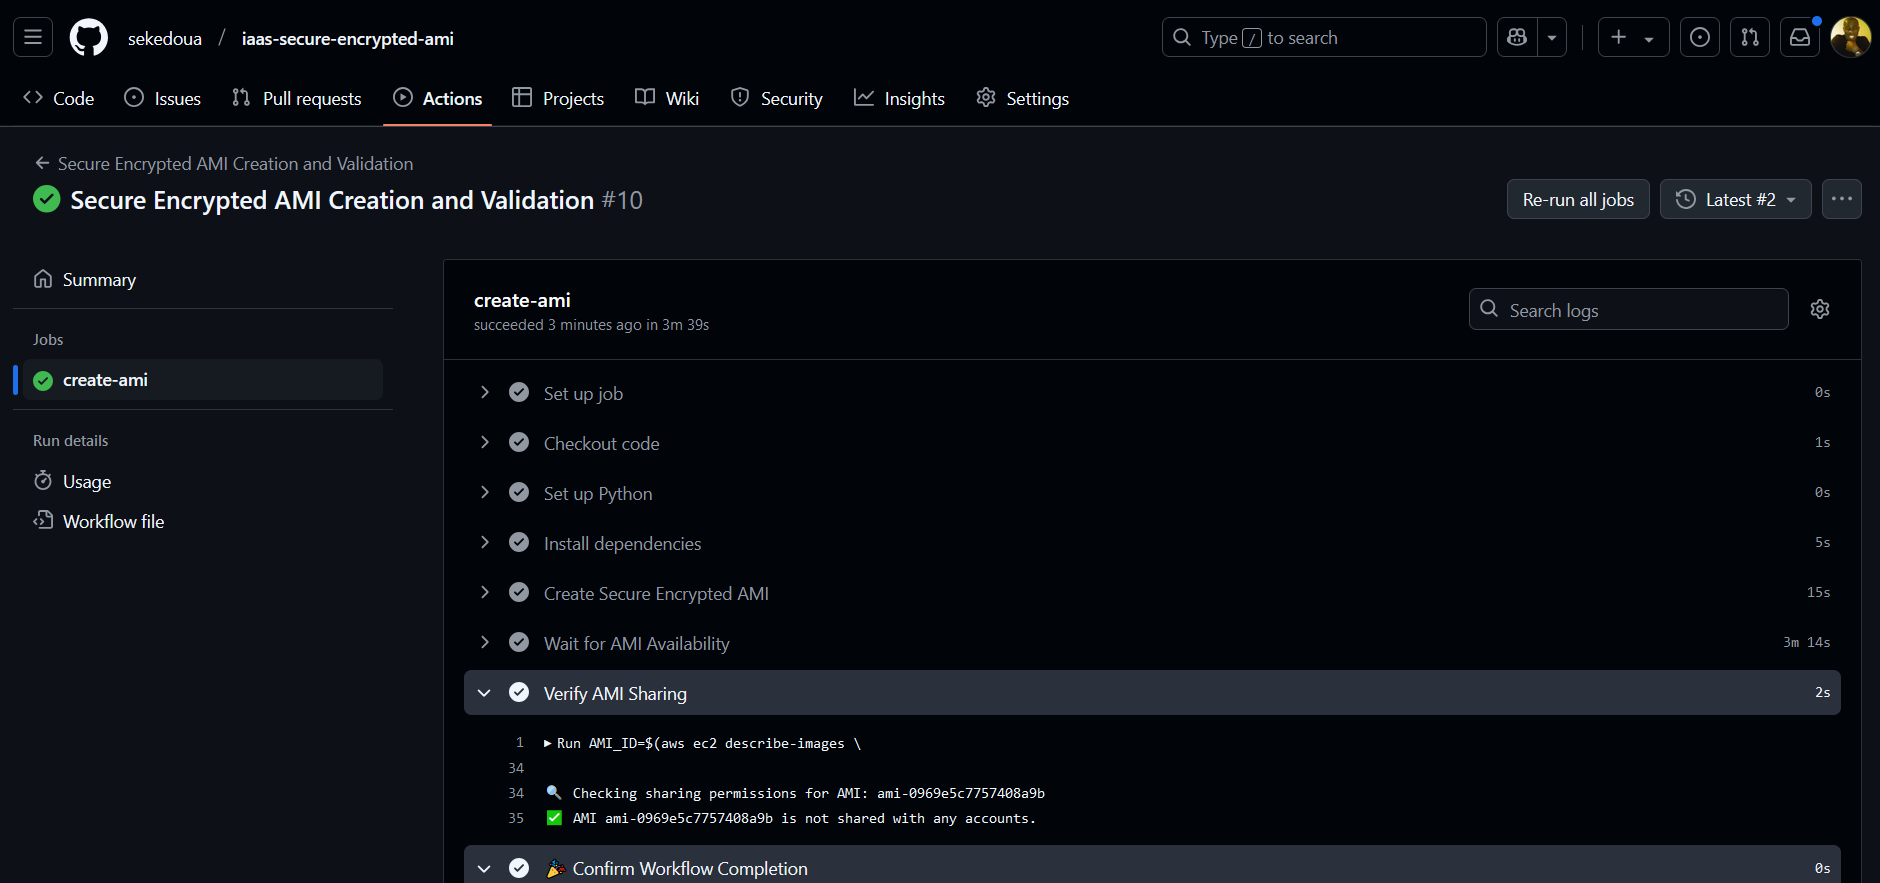 sekedoua / iaas-secure-encrypted-ami
Type / to search
Code
Issues
Pull requests
Actions
Projects
Wiki
Security
Insights
Settings
Secure Encrypted AMI Creation and Validation
Secure Encrypted AMI Creation and Validation #10
Re-run all jobs
Latest #2
Summary
Jobs
create-ami
Run details
Usage
Workflow file
create-ami
succeeded 3 minutes ago in 3m 39s
Search logs
Set up job 0s
Checkout code 1s
Set up Python 0s
Install dependencies 5s
Create Secure Encrypted AMI 15s
Wait for AMI Availability 3m 14s
Verify AMI Sharing 2s
1 Run AMI_ID=$(aws ec2 describe-images \
34
34 🔍 Checking sharing permissions for AMI: ami-0969e5c7757408a9b
35 ✅ AMI ami-0969e5c7757408a9b is not shared with any accounts.
🎉 Confirm Workflow Completion 0s